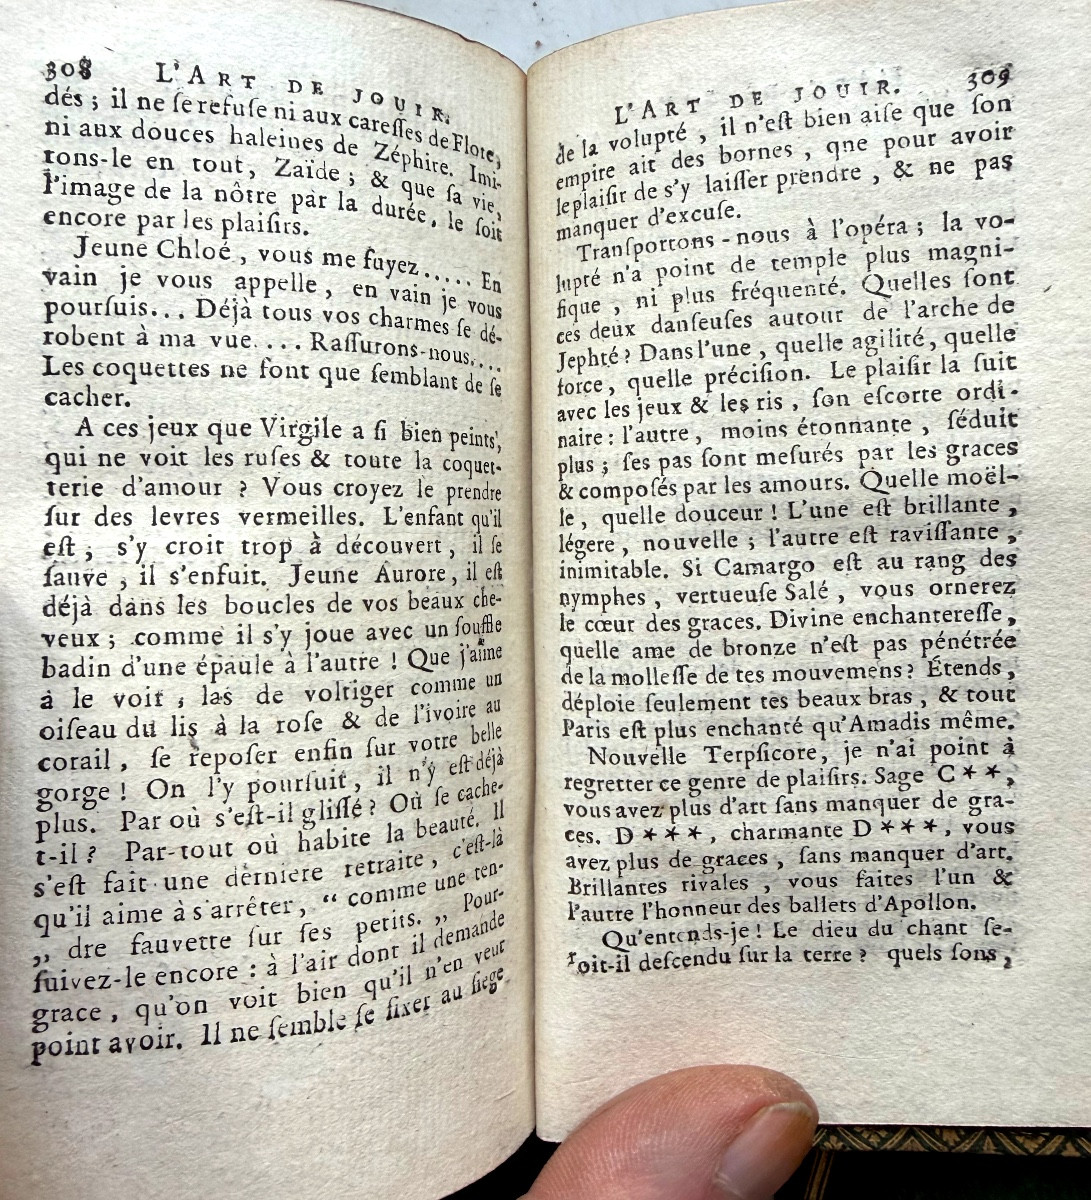 308 L'ART DE JOUIR.
dés ; il ne ſe refuſe ni aux careſſes de Flore,
ni aux douces haleines de Zéphire. Imi-
tons-le en tout, Zaïde ; & que ſa vie,
l'image de la nôtre par la durée, le ſoit
encore par les plaiſirs.
Jeune Chloé , vous me fuyez..... En
vain je vous appelle , en vain je vous
pourſuis... Déjà tous vos charmes ſe dé-
robent à ma vue.... Raſſurons-nous....
Les coquettes ne font que ſemblant de ſe
cacher.
A ces jeux que Virgile a ſi bien peints,
qui ne voit les ruſes & toute la coquet-
terie d'amour ? Vous croyez le prendre
ſur des levres vermeilles. L'enfant qu'il
eſt , s'y croit trop à découvert , il ſe
ſauve , il s'enfuit. Jeune Aurore, il eſt
déjà dans les boucles de vos beaux che-
veux ; comme il s'y joue avec un ſouffle
badin d'une épaule à l'autre ! Que j'aime
à le voir , las de voltiger comme un
oiſeau du lis à la roſe & de l'ivoire au
corail , ſe repoſer enfin ſur votre belle
gorge ! On l'y pourſuit, il n'y eſt déjà
plus. Par où s'eſt-il gliſſé ? Où ſe cache-
t-il ? Par-tout où habite la beauté. Il
s'eſt fait une derniere retraite , c'eſt-là
qu'il aime à s'arrêter, “ comme une ten-
„ dre fauvette ſur ſes petits. „ Pour-
ſuivez-le encore : à l'air dont il demande
grace , qu'on voit bien qu'il n'en veut
point avoir. Il ne ſemble ſe fixer au ſiege
L'ART DE JOUIR. 309
de la volupté , il n'eſt bien aiſe que ſon
empire ait des bornes , qne pour avoir
le plaiſir de s'y laiſſer prendre , & ne pas
manquer d'excuſe.
Tranſportons-nous à l'opéra ; la vo-
lupté n'a point de temple plus magni-
fique , ni plus fréquenté. Quelles ſont
ces deux danſeuſes autour de l'arche de
Jephté ? Dans l'une , quelle agilité, quelle
force, quelle préciſion. Le plaiſir la ſuit
avec les jeux & les ris , ſon eſcorte ordi-
naire : l'autre, moins étonnante , ſéduit
plus ; ſes pas ſont meſurés par les graces
& compoſés par les amours. Quelle moël-
le , quelle douceur ! L'une eſt brillante ,
légere , nouvelle ; l'autre eſt raviſſante ,
inimitable. Si Camargo eſt au rang des
nymphes , vertueuſe Salé , vous ornerez
le cœur des graces. Divine enchantereſſe ,
quelle ame de bronze n'eſt pas pénétrée
de la molleſſe de tes mouvemens ? Étends ,
déploie ſeulement tes beaux bras , & tout
Paris eſt plus enchanté qu'Amadis même.
Nouvelle Terpſicore, je n'ai point à
regretter ce genre de plaiſirs. Sage C**,
vous avez plus d'art ſans manquer de gra-
ces. D***, charmante D***, vous
avez plus de graces , ſans manquer d'art.
Brillantes rivales , vous faites l'un &
l'autre l'honneur des ballets d'Apollon.
Qu'entends-je ! Le dieu du chant ſe-
roit-il deſcendu ſur la terre ? quels ſons ,